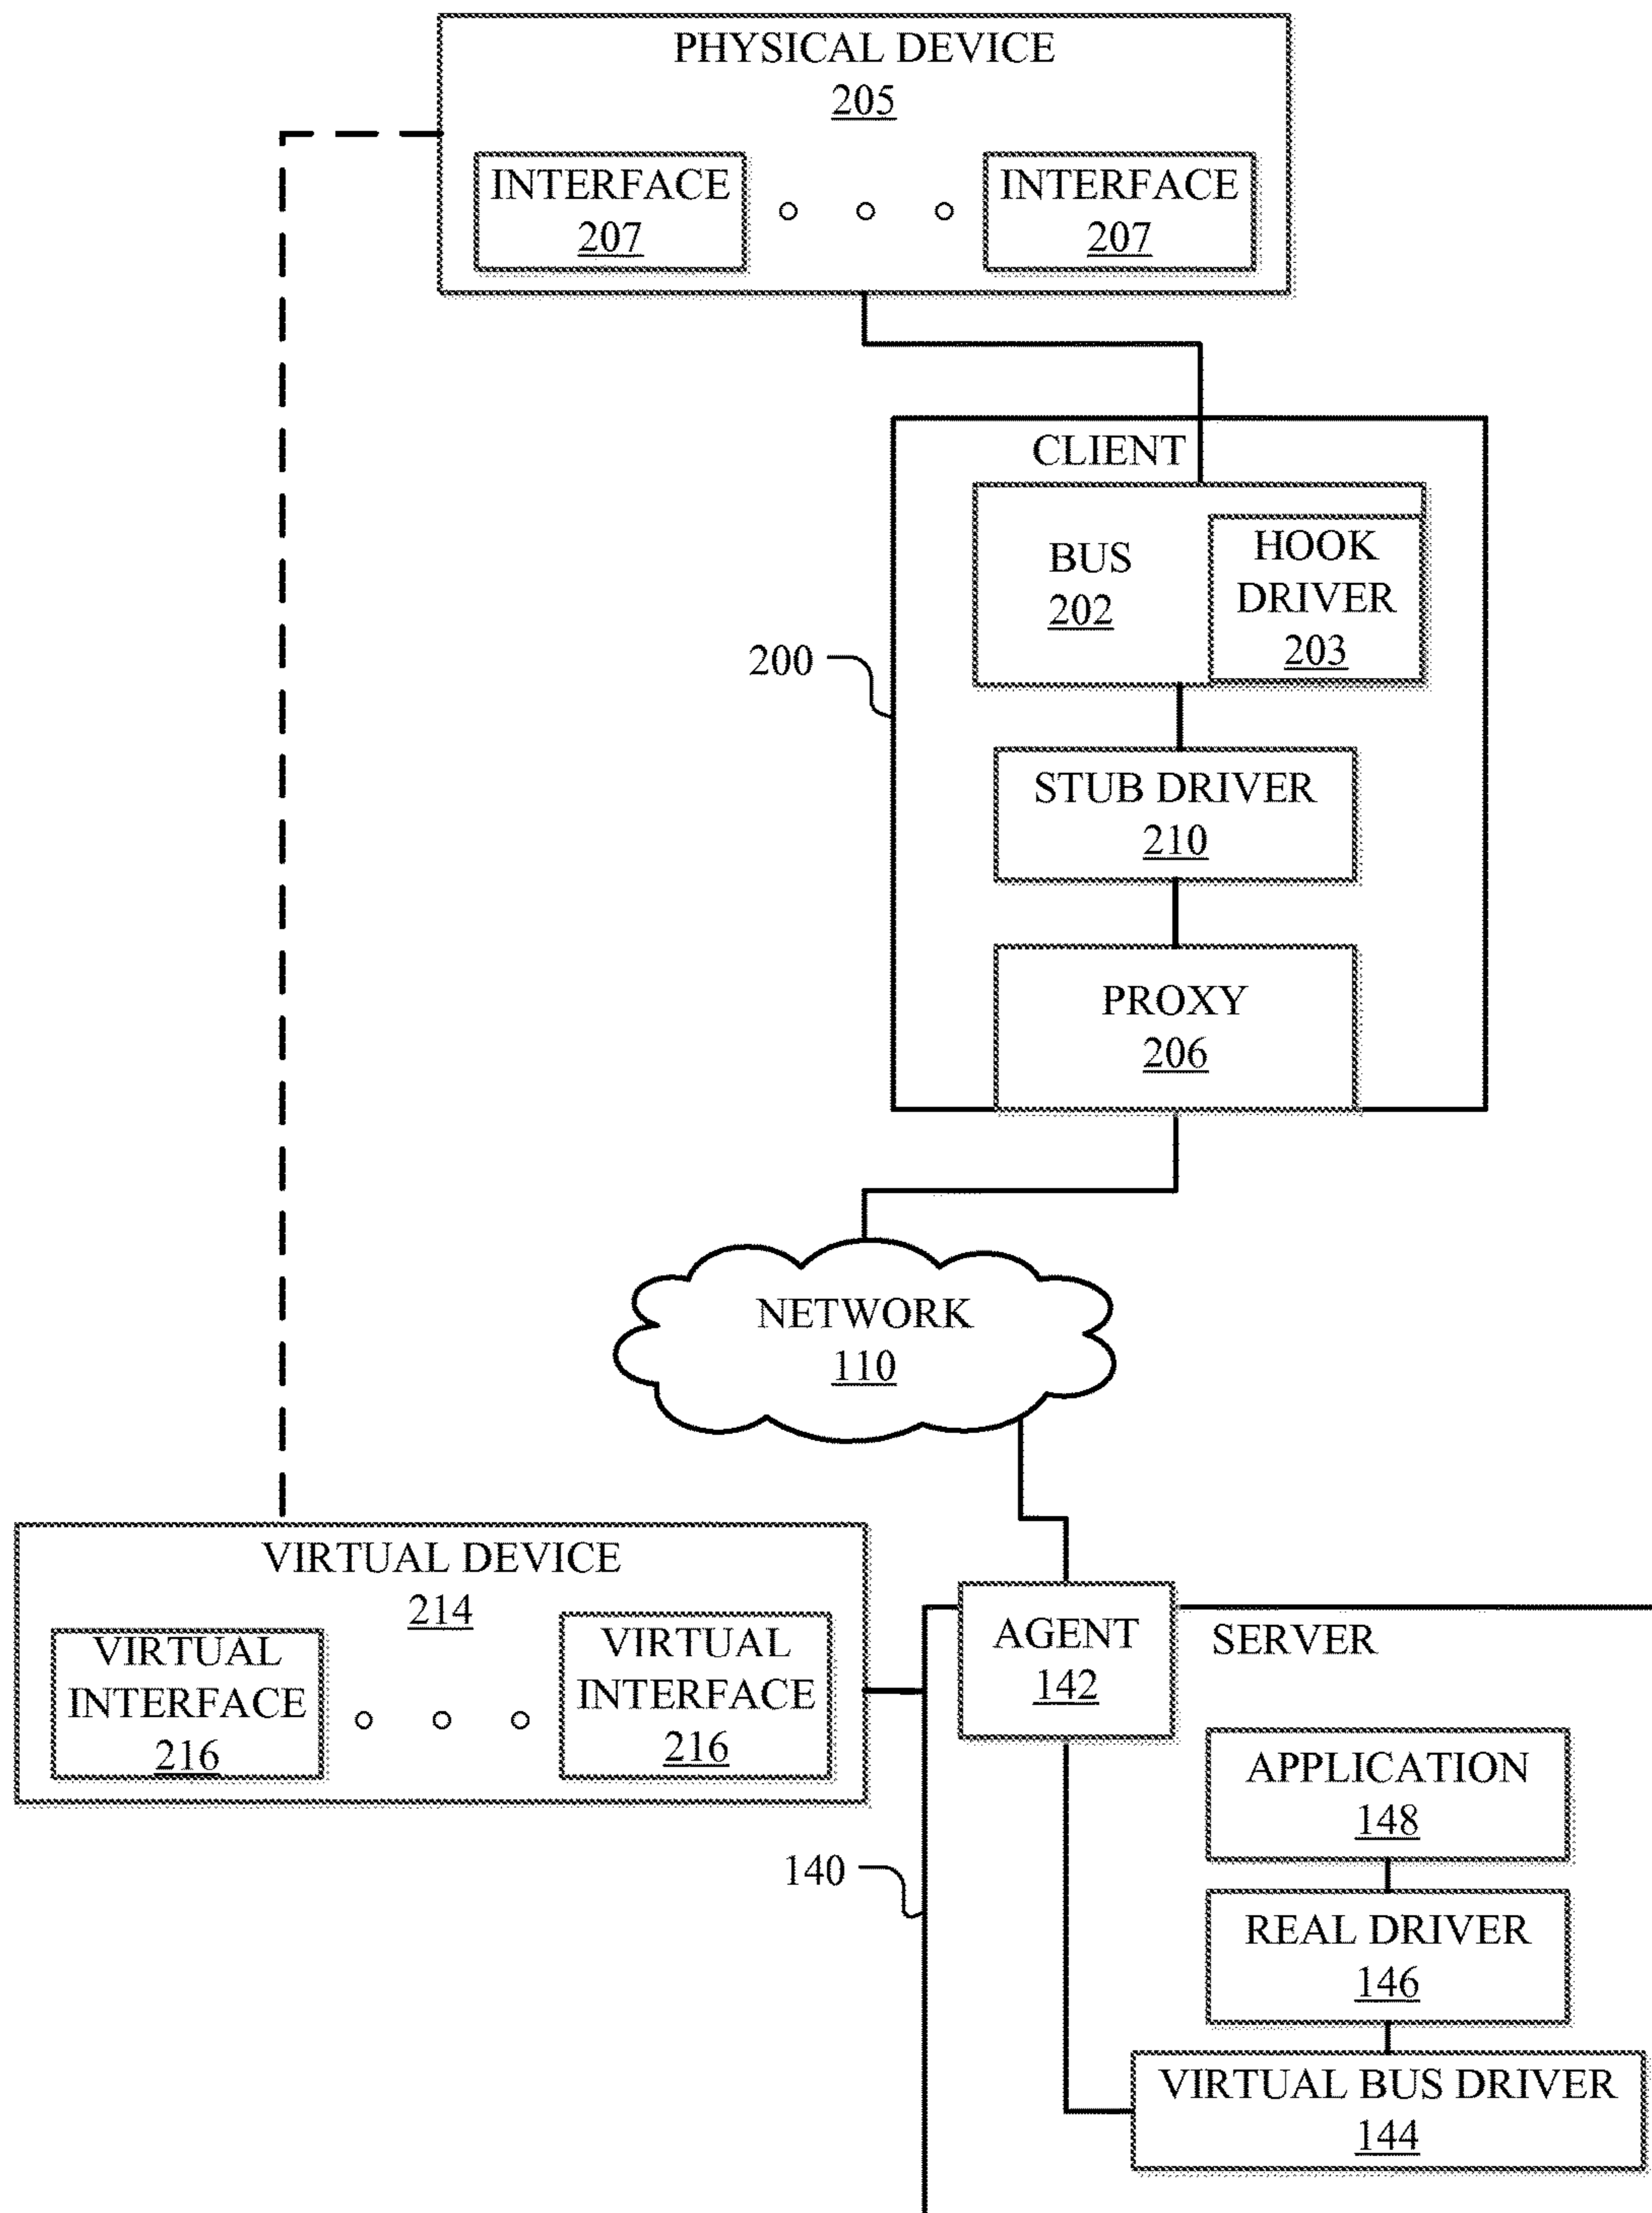 PHYSICAL DEVICE
205
INTERFACE
207
INTERFACE
207
CLIENT
BUS
202
HOOK
DRIVER
203
200
STUB DRIVER
210
PROXY
206
NETWORK
110
VIRTUAL DEVICE
214
VIRTUAL
INTERFACE
216
VIRTUAL
INTERFACE
216
AGENT
142
SERVER
APPLICATION
148
140
REAL DRIVER
146
VIRTUAL BUS DRIVER
144